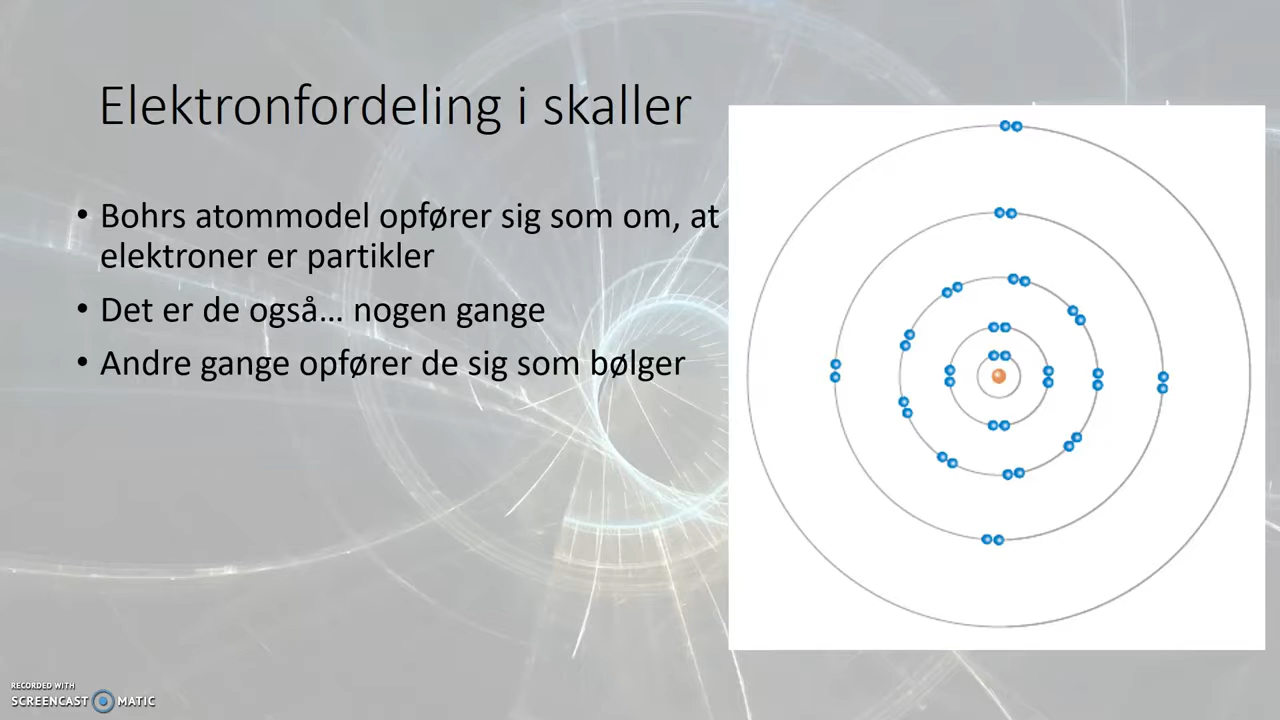 Elektronfordeling i skaller
• Bohrs atommodel opfører sig som om, at
elektroner er partikler
• Det er de også... nogen gange
• Andre gange opfører de sig som bølger
RECORDED WITH
SCREENCAST MATIC